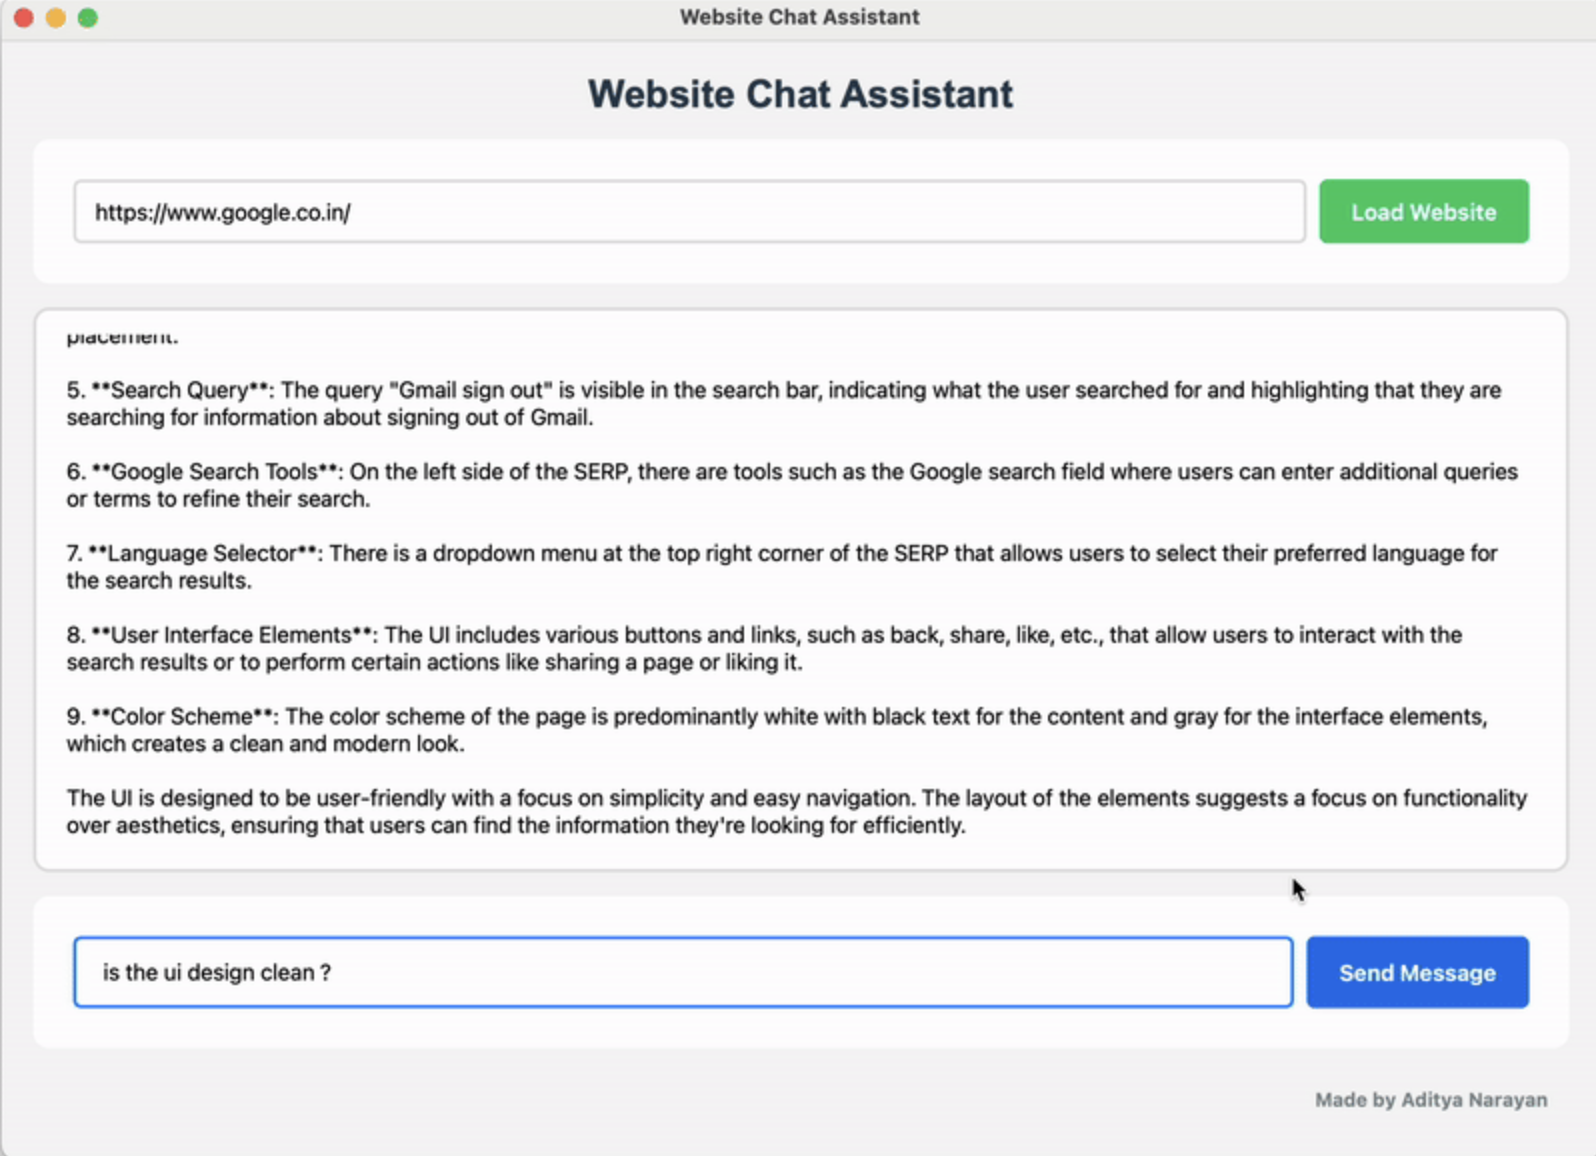 Website Chat Assistant
Website Chat Assistant
https://www.google.co.in/
Load Website
placement.
5. **Search Query**: The query "Gmail sign out" is visible in the search bar, indicating what the user searched for and highlighting that they are
searching for information about signing out of Gmail.
6. **Google Search Tools**: On the left side of the SERP, there are tools such as the Google search field where users can enter additional queries
or terms to refine their search.
7. **Language Selector**: There is a dropdown menu at the top right corner of the SERP that allows users to select their preferred language for
the search results.
8. **User Interface Elements**: The UI includes various buttons and links, such as back, share, like, etc., that allow users to interact with the
search results or to perform certain actions like sharing a page or liking it.
9. **Color Scheme**: The color scheme of the page is predominantly white with black text for the content and gray for the interface elements,
which creates a clean and modern look.
The UI is designed to be user-friendly with a focus on simplicity and easy navigation. The layout of the elements suggests a focus on functionality
over aesthetics, ensuring that users can find the information they're looking for efficiently.
is the ui design clean ?
Send Message
Made by Aditya Narayan